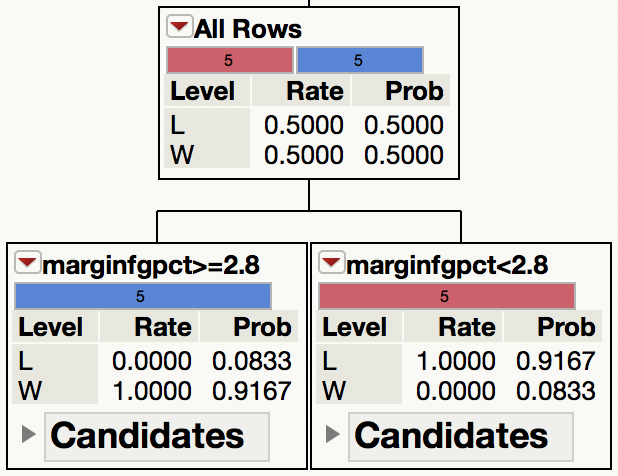 All Rows
5 5
Level Rate Prob
L 0.5000 0.5000
W 0.5000 0.5000
marginfgpct>=2.8
5
Level Rate Prob
L 0.0000 0.0833
W 1.0000 0.9167
Candidates
marginfgpct<2.8
5
Level Rate Prob
L 1.0000 0.9167
W 0.0000 0.0833
Candidates